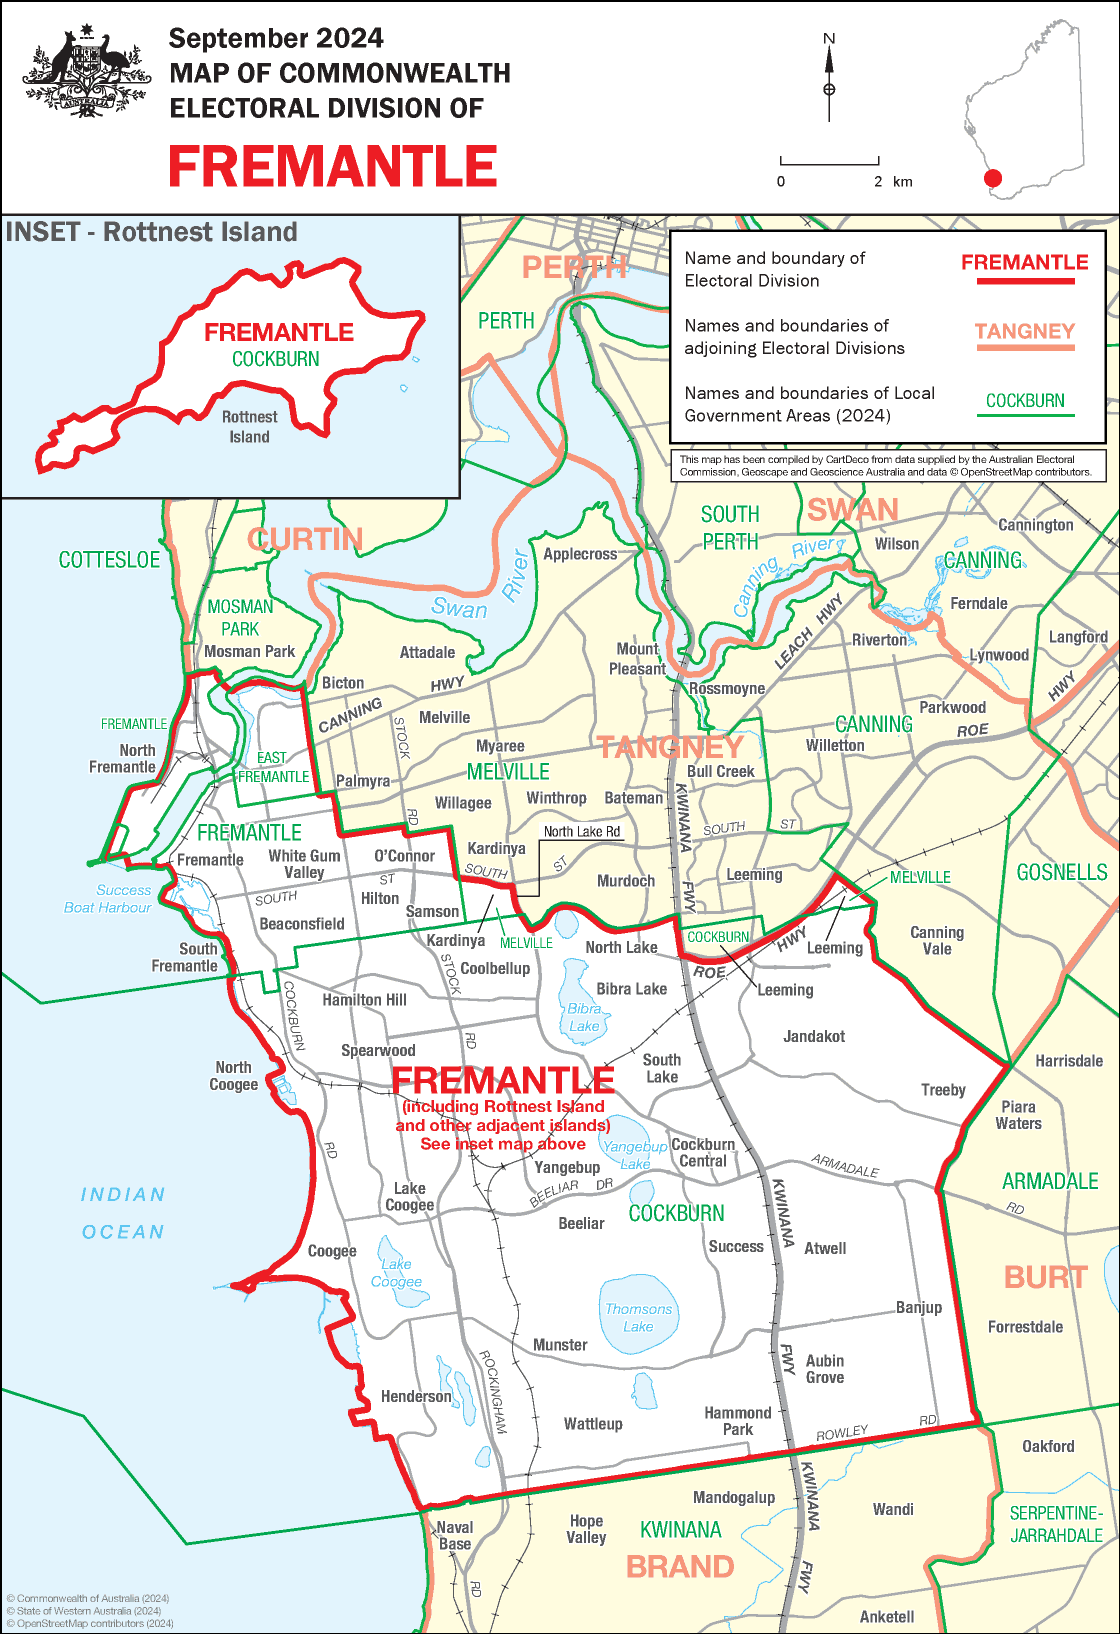 September 2024
MAP OF COMMONWEALTH
ELECTORAL DIVISION OF
FREMANTLE
AUSTRALIA
N
0 2 km
INSET - Rottnest Island
FREMANTLE
COCKBURN
Rottnest
Island
Name and boundary of
Electoral Division
FREMANTLE
Names and boundaries of
adjoining Electoral Divisions
TANGNEY
Names and boundaries of Local
Government Areas (2024)
COCKBURN
This map has been compiled by CartDeco from data supplied by the Australian Electoral
Commission, Geoscape and Geoscience Australia and data © OpenStreetMap contributors.
PERTH
PERTH
CURTIN
SWAN
SOUTH
PERTH
Cannington
Wilson
CANNING
COTTESLOE
Applecross
Canning River
Swan River
MOSMAN
PARK
Mosman Park
Ferndale
LEACH HWY
Riverton
Langford
Lynwood
Attadale
Mount
Pleasant
Bicton
CANNING HWY
Rossmoyne
HWY
Parkwood
ROE
FREMANTLE
North
Fremantle
STOCK
RD
Melville
CANNING
Willetton
Myaree
TANGNEY
EAST
FREMANTLE
Palmyra
MELVILLE
Bull Creek
Willagee
Winthrop
Bateman
KWINANA
FWY
North Lake Rd
SOUTH ST
FREMANTLE
Fremantle
White Gum
Valley
O'Connor
Kardinya
SOUTH ST
GOSNELLS
Success
Boat Harbour
SOUTH
ST
Hilton
Samson
Murdoch
Leeming
MELVILLE
Beaconsfield
South
Fremantle
Kardinya
MELVILLE
North Lake
COCKBURN
HWY
Leeming
Canning
Vale
Coolbellup
ROE
Leeming
STOCK
RD
COCKBURN
RD
Hamilton Hill
Bibra Lake
Bibra
Lake
Jandakot
Spearwood
South
Lake
Harrisdale
North
Coogee
FREMANTLE
(including Rottnest Island
and other adjacent islands)
See inset map above
Treeby
Piara
Waters
Yangebup
Lake
Cockburn
Central
Yangebup
BEELIAR DR
ARMADALE
RD
ARMADALE
INDIAN
OCEAN
Lake
Coogee
Beeliar
COCKBURN
KWINANA
FWY
Coogee
Success
Atwell
Lake
Coogee
BURT
Thomsons
Lake
Banjup
Forrestdale
Munster
ROCKINGHAM
RD
Aubin
Grove
Henderson
Wattleup
Hammond
Park
ROWLEY RD
Oakford
Mandogalup
KWINANA
FWY
Wandi
SERPENTINE-
JARRAHDALE
Naval
Base
Hope
Valley
KWINANA
BRAND
Anketell
© Commonwealth of Australia (2024)
© State of Western Australia (2024)
© OpenStreetMap contributors (2024)